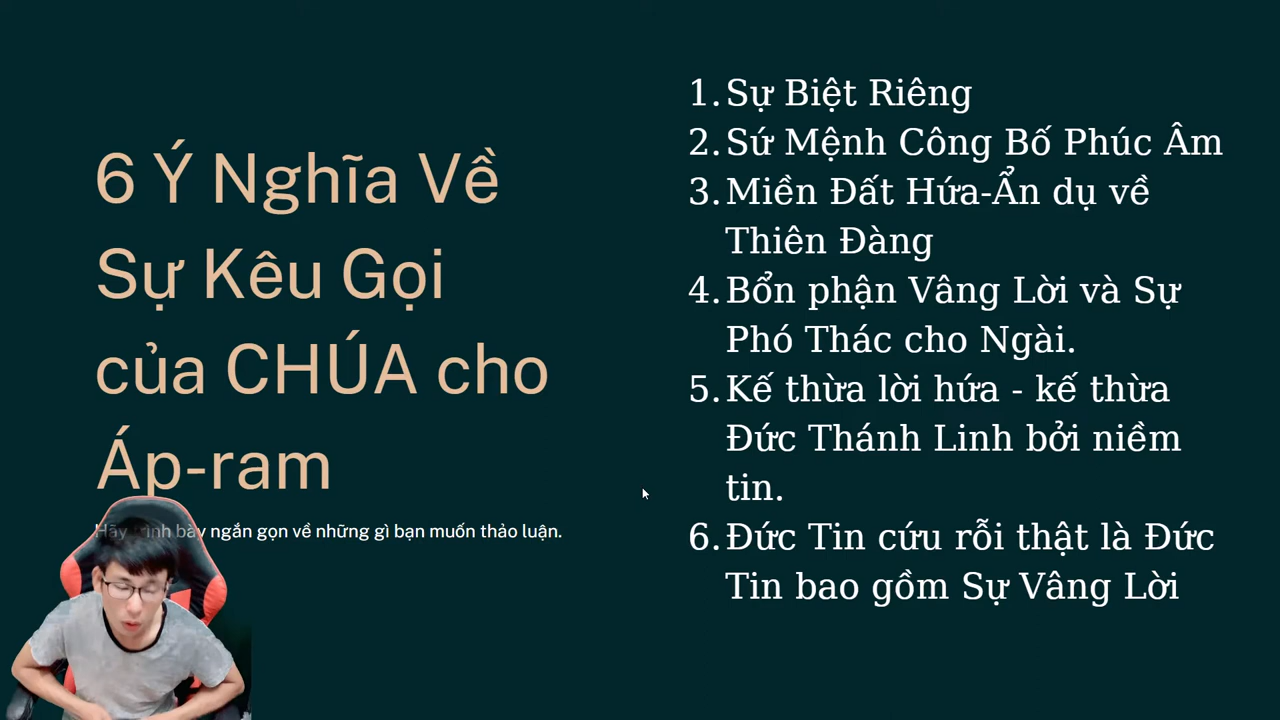 6 Ý Nghĩa Về
Sự Kêu Gọi
của CHÚA cho
Áp-ram
Hãy bày ngắn gọn về những gì bạn muốn thảo luận.
1. Sự Biệt Riêng
2. Sứ Mệnh Công Bố Phúc Âm
3. Miền Đất Hứa-Ẩn dụ về
Thiên Đàng
4. Bổn phận Vâng Lời và Sự
Phó Thác cho Ngài.
5. Kế thừa lời hứa - kế thừa
Đức Thánh Linh bởi niềm
tin.
6. Đức Tin cứu rỗi thật là Đức
Tin bao gồm Sự Vâng Lời